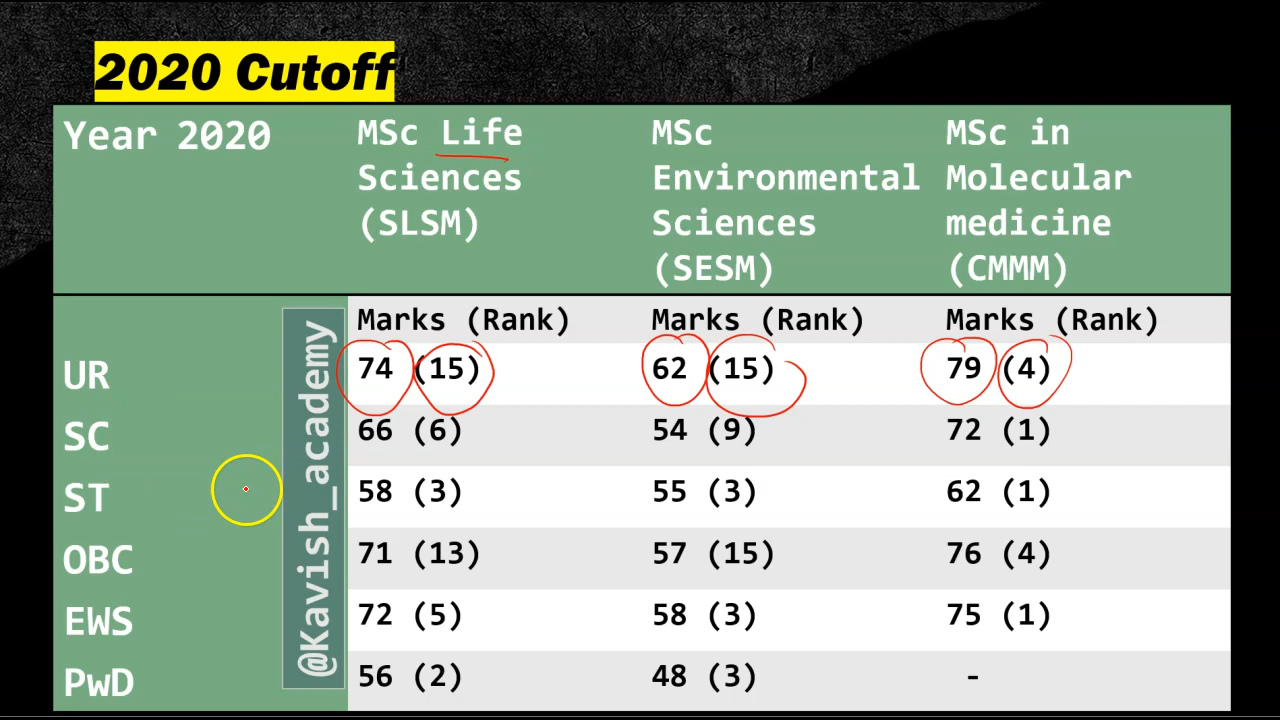 2020 Cutoff
Year 2020
MSc Life
Sciences
(SLSM)
MSc
Environmental
Sciences
(SESM)
MSc in
Molecular
medicine
(CMMM)
Marks (Rank) Marks (Rank) Marks (Rank)
UR 74 (15) 62 (15) 79 (4)
SC 66 (6) 54 (9) 72 (1)
ST 58 (3) 55 (3) 62 (1)
OBC 71 (13) 57 (15) 76 (4)
EWS 72 (5) 58 (3) 75 (1)
PwD 56 (2) 48 (3) -
@Kavish_academy